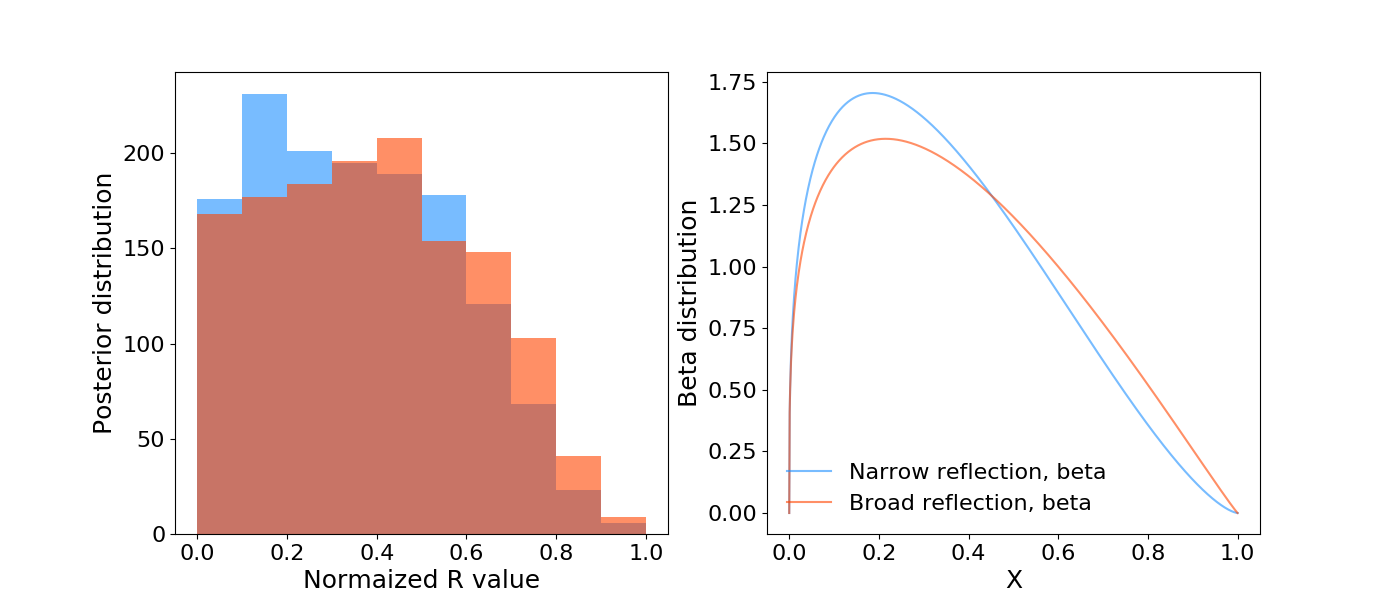 Posterior distribution
200
150
100
50
0
0.0 0.2 0.4 0.6 0.8 1.0
Normaized R value
Beta distribution
1.75
1.50
1.25
1.00
0.75
0.50
0.25
0.00
Narrow reflection, beta
Broad reflection, beta
0.0 0.2 0.4 0.6 0.8 1.0
X